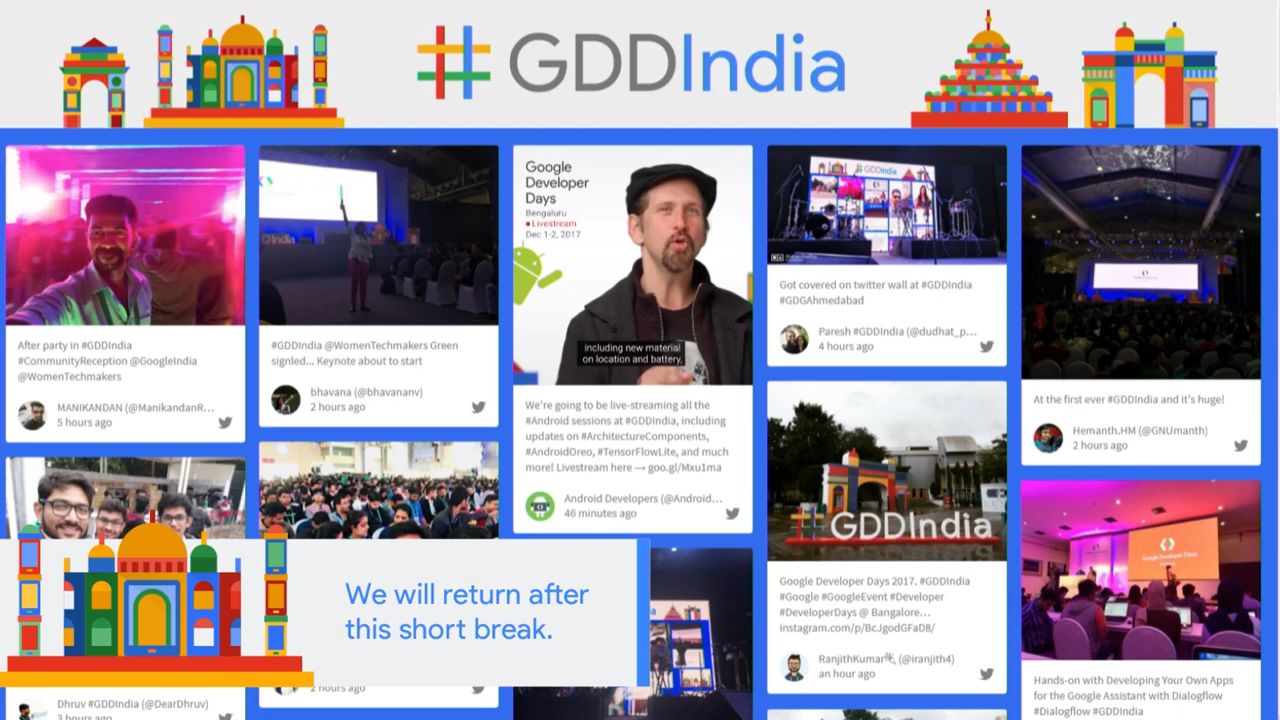 #GDDIndia
After party in #GDDIndia
#CommunityReception @GoogleIndia
@WomenTechmakers
MANIKANDAN (@ManikandanR...
5 hours ago
Dhruv #GDDIndia (@DearDhruv)
3 hours ago
#GDDIndia @WomenTechmakers Green
signled... Keynote about to start
bhavana (@bhavananv)
2 hours ago
2 hours ago
Google
Developer
Days
Bengaluru
Livestream
Dec 1-2, 2017
including new material
on location and battery,
We're going to be live-streaming all the
#Android sessions at #GDDIndia, including
updates on #ArchitectureComponents,
#AndroidOreo, #TensorFlowLite, and much
more! Livestream here → goo.gl/Mxu1ma
Android Developers (@Android...
46 minutes ago
#GDDIndia
Got covered on twitter wall at #GDDIndia
#GDGAhmedabad
Paresh #GDDIndia (@dudhat_p...
4 hours ago
#GDDIndia
Google Developer Days 2017. #GDDIndia
#Google #GoogleEvent #Developer
#DeveloperDays @ Bangalore...
instagram.com/p/BcJgodGFaD8/
RanjithKumar (@iranjith4)
an hour ago
At the first ever #GDDIndia and it's huge!
Hemanth.HM (@GNUmanth)
2 hours ago
Google Developer Days
Hands-on with Developing Your Own Apps
for the Google Assistant with Dialogflow
#Dialogflow #GDDIndia
We will return after
this short break.